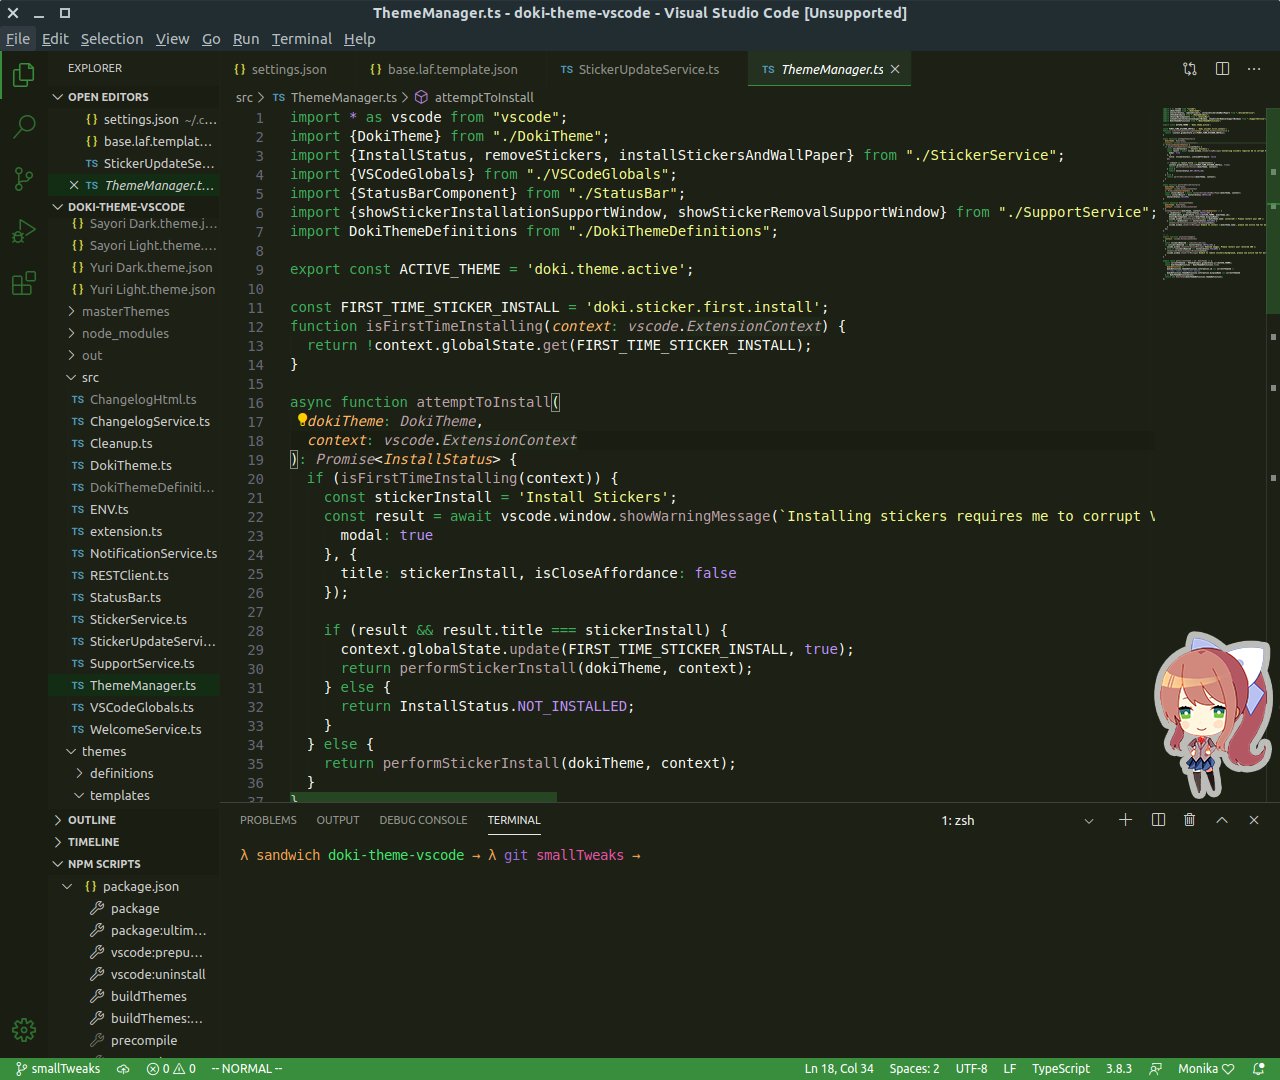 ThemeManager.ts - doki-theme-vscode - Visual Studio Code [Unsupported]
File Edit Selection View Go Run Terminal Help
EXPLORER
OPEN EDITORS
{} settings.json ~/.c...
{} base.laf.templat...
TS StickerUpdateSe...
TS ThemeManager.t...
DOKI-THEME-VSCODE
{} Sayori Dark.theme.j...
{} Sayori Light.theme....
{} Yuri Dark.theme.json
{} Yuri Light.theme.json
masterThemes
node_modules
out
src
TS ChangelogHtml.ts
TS ChangelogService.ts
TS Cleanup.ts
TS DokiTheme.ts
TS DokiThemeDefiniti...
TS ENV.ts
TS extension.ts
TS NotificationService.ts
TS RESTClient.ts
TS StatusBar.ts
TS StickerService.ts
TS StickerUpdateServi...
TS SupportService.ts
TS ThemeManager.ts
TS VSCodeGlobals.ts
TS WelcomeService.ts
themes
definitions
templates
OUTLINE
TIMELINE
NPM SCRIPTS
{} package.json
package
package:ultim...
vscode:prepu...
vscode:uninstall
buildThemes
buildThemes:...
precompile
{} settings.json {} base.laf.template.json TS StickerUpdateService.ts TS ThemeManager.ts
src > TS ThemeManager.ts > attemptToInstall
1 import * as vscode from "vscode";
2 import {DokiTheme} from "./DokiTheme";
3 import {InstallStatus, removeStickers, installStickersAndWallPaper} from "./StickerService";
4 import {VSCodeGlobals} from "./VSCodeGlobals";
5 import {StatusBarComponent} from "./StatusBar";
6 import {showStickerInstallationSupportWindow, showStickerRemovalSupportWindow} from "./SupportService";
7 import DokiThemeDefinitions from "./DokiThemeDefinitions";
8
9 export const ACTIVE_THEME = 'doki.theme.active';
10
11 const FIRST_TIME_STICKER_INSTALL = 'doki.sticker.first.install';
12 function isFirstTimeInstalling(context: vscode.ExtensionContext) {
13 return !context.globalState.get(FIRST_TIME_STICKER_INSTALL);
14 }
15
16 async function attemptToInstall(
17 dokiTheme: DokiTheme,
18 context: vscode.ExtensionContext
19 ): Promise<InstallStatus> {
20 if (isFirstTimeInstalling(context)) {
21 const stickerInstall = 'Install Stickers';
22 const result = await vscode.window.showWarningMessage(`Installing stickers requires me to corrupt V
23 modal: true
24 }, {
25 title: stickerInstall, isCloseAffordance: false
26 });
27
28 if (result && result.title === stickerInstall) {
29 context.globalState.update(FIRST_TIME_STICKER_INSTALL, true);
30 return performStickerInstall(dokiTheme, context);
31 } else {
32 return InstallStatus.NOT_INSTALLED;
33 }
34 } else {
35 return performStickerInstall(dokiTheme, context);
36 }
37 }
PROBLEMS OUTPUT DEBUG CONSOLE TERMINAL 1: zsh
λ sandwich doki-theme-vscode → λ git smallTweaks →
smallTweaks 0 0 -- NORMAL -- Ln 18, Col 34 Spaces: 2 UTF-8 LF TypeScript 3.8.3 Monika ♡